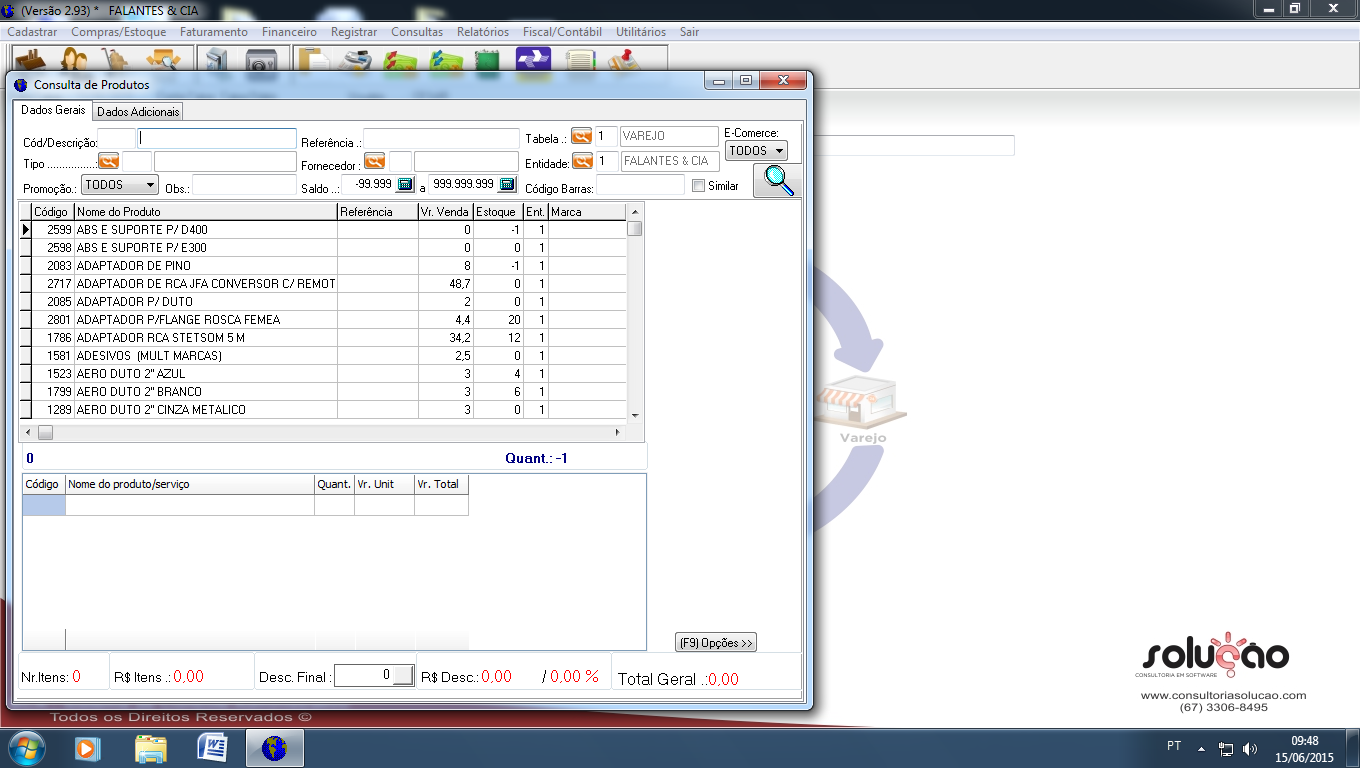 (Versão 2.93) *   FALANTES & CIA
Cadastrar Compras/Estoque Faturamento Financeiro Registrar Consultas Relatórios Fiscal/Contábil Utilitários Sair
Consulta de Produtos
Dados Gerais Dados Adicionais
Cód/Descrição: Referência .: Tabela .: 1 VAREJO E-Comerce:
Tipo ...............: Fornecedor : Entidade: 1 FALANTES & CIA TODOS
Promoção.: TODOS Obs.: Saldo ..: -99.999 a 999.999.999 Código Barras: Similar
Código Nome do Produto Referência Vr. Venda Estoque Ent. Marca
2599 ABS E SUPORTE P/ D400 0 -1 1
2598 ABS E SUPORTE P/ E300 0 0 1
2083 ADAPTADOR DE PINO 8 -1 1
2717 ADAPTADOR DE RCA JFA CONVERSOR C/ REMOT 48,7 0 1
2085 ADAPTADOR P/ DUTO 2 0 1
2801 ADAPTADOR P/FLANGE ROSCA FEMEA 4,4 20 1
1786 ADAPTADOR RCA STETSOM 5 M 34,2 12 1
1581 ADESIVOS  (MULT MARCAS) 2,5 0 1
1523 AERO DUTO 2" AZUL 3 4 1
1799 AERO DUTO 2" BRANCO 3 6 1
1289 AERO DUTO 2" CINZA METALICO 3 0 1
Varejo
0 Quant.: -1
Código Nome do produto/serviço Quant. Vr. Unit Vr. Total
(F9) Opções >>
Nr.Itens: 0 R$ Itens .: 0,00 Desc. Final : 0 R$ Desc.: 0,00 / 0,00 % Total Geral .:0,00
solução
CONSULTORIA EM SOFTWARE
www.consultoriasolucao.com
(67) 3306-8495
Todos os Direitos Reservados ©
PT 09:48
15/06/2015